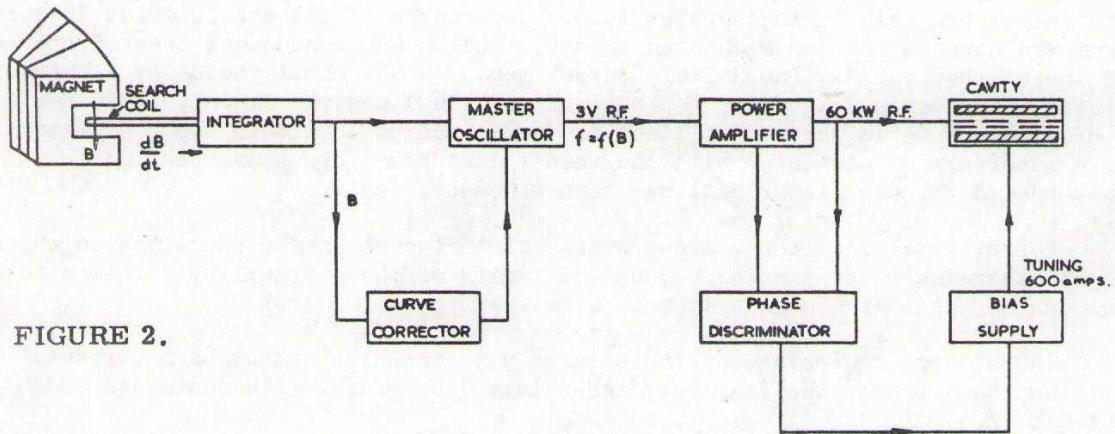 MAGNET
SEARCH
COIL
B
dB
dt
INTEGRATOR
B
CURVE
CORRECTOR
MASTER
OSCILLATOR
3V R.F.
f = f(B)
POWER
AMPLIFIER
60 KW R.F.
CAVITY
PHASE
DISCRIMINATOR
TUNING
600 amps.
BIAS
SUPPLY
FIGURE 2.